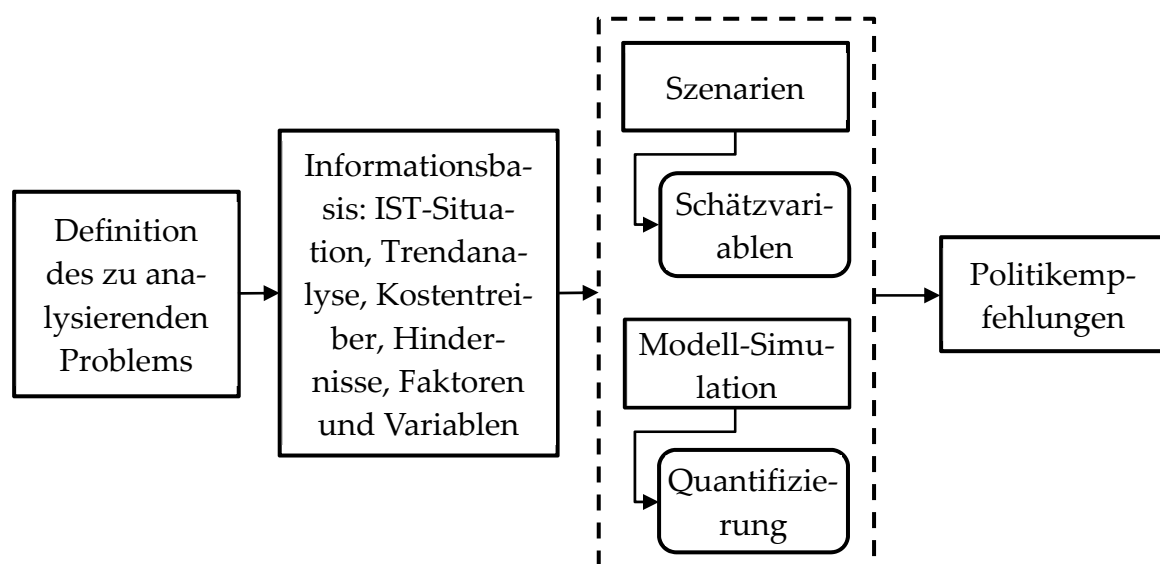 Definition
des zu ana-
lysierenden
Problems
Informationsba-
sis: IST-Situa-
tion, Trendana-
lyse, Kostentrei-
ber, Hinder-
nisse, Faktoren
und Variablen
Szenarien
Schätzvari-
ablen
Modell-Simu-
lation
Quantifizie-
rung
Politikemp-
fehlungen